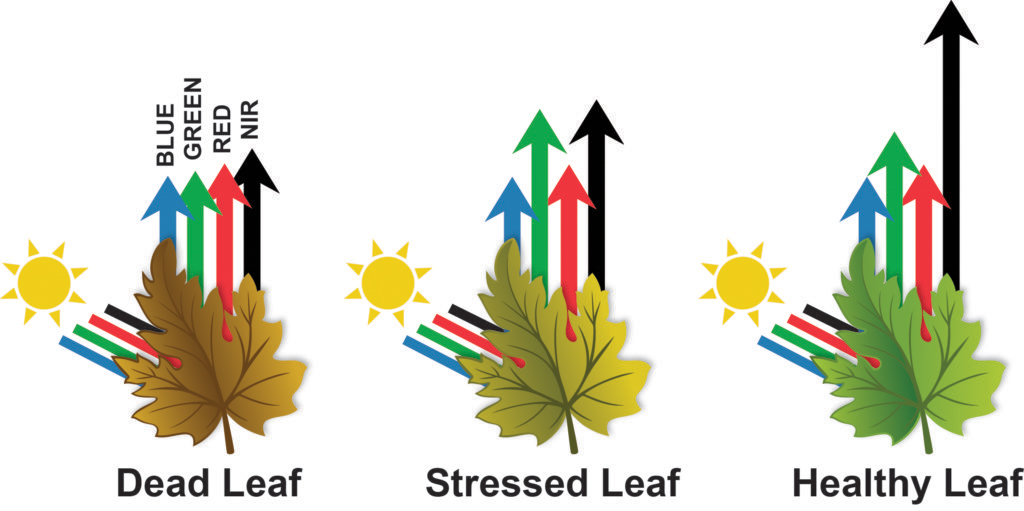 BLUE
GREEN
RED
NIR
Dead Leaf
Stressed Leaf
Healthy Leaf